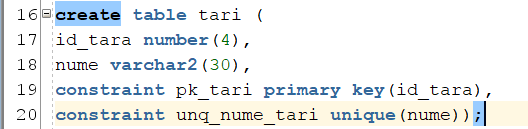 16 create table tari (
17 id_tara number(4),
18 nume varchar2(30),
19 constraint pk_tari primary key(id_tara),
20 constraint unq_nume_tari unique(nume));